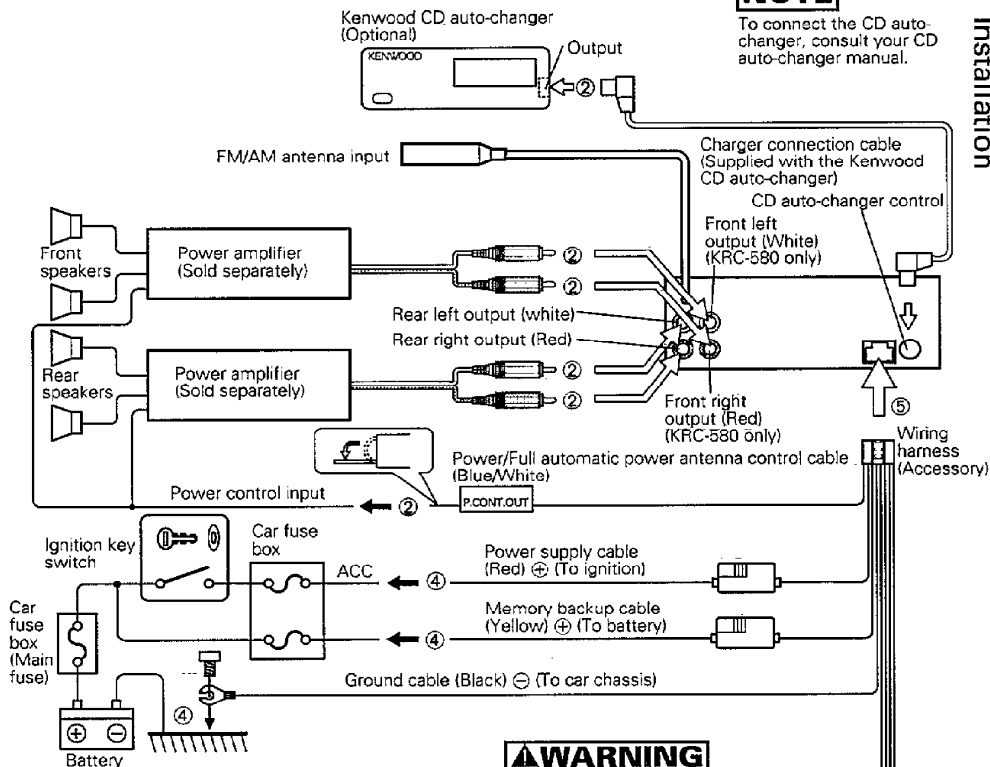 NOTE
To connect the CD auto-
changer, consult your CD
auto-changer manual.
Installation
Kenwood CD auto-changer
(Optional)
KENWOOD
Output
②
FM/AM antenna input
Charger connection cable
(Supplied with the Kenwood
CD auto-changer)
CD auto-changer control
Front left
output (White)
(KRC-580 only)
Front
speakers
Power amplifier
(Sold separately)
②
②
Rear left output (white)
Rear right output (Red)
Rear
speakers
Power amplifier
(Sold separately)
②
②
Front right
output (Red)
(KRC-580 only)
⑤
Wiring
harness
(Accessory)
Power/Full automatic power antenna control cable
(Blue/White)
P.CONT.OUT
Power control input
②
Ignition key
switch
Car fuse
box
ACC
④
Power supply cable
(Red) ⊕ (To ignition)
④
Memory backup cable
(Yellow) ⊕ (To battery)
Car
fuse
box
(Main
fuse)
Ground cable (Black) ⊖ (To car chassis)
④
⊕ ⊖
Battery
WARNING